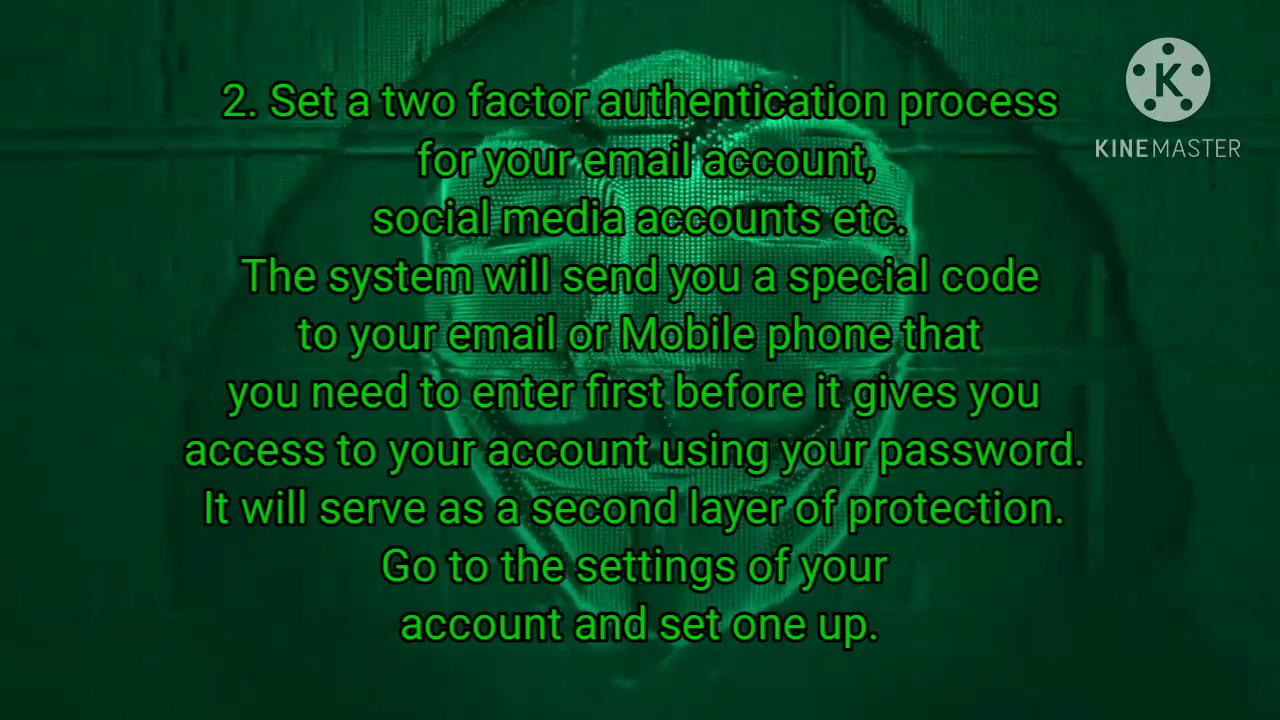 2. Set a two factor authentication process
for your email account,
social media accounts etc.
The system will send you a special code
to your email or Mobile phone that
you need to enter first before it gives you
access to your account using your password.
It will serve as a second layer of protection.
Go to the settings of your
account and set one up.
K
KINEMASTER